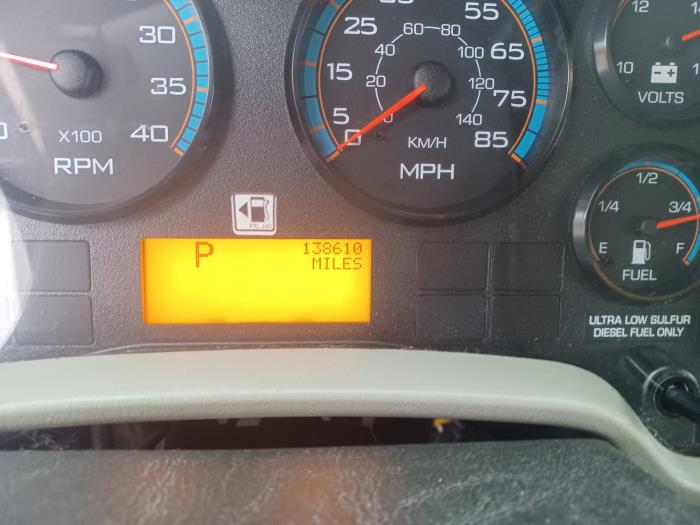 30
35
40
X100
RPM
5
15
25
55
65
75
85
0
20
40
60
80
100
120
140
Km/H
MPH
10
12
14
VOLTS
P
138610
MILES
E
1/4
1/2
3/4
F
FUEL
ULTRA LOW SULFUR
DIESEL FUEL ONLY